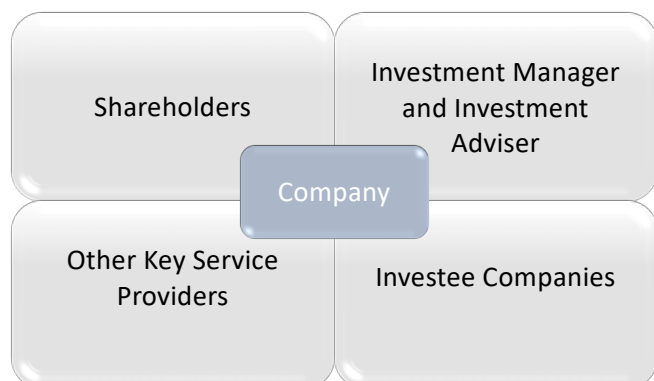 Shareholders
Investment Manager
and Investment
Adviser
Company
Other Key Service
Providers
Investee Companies